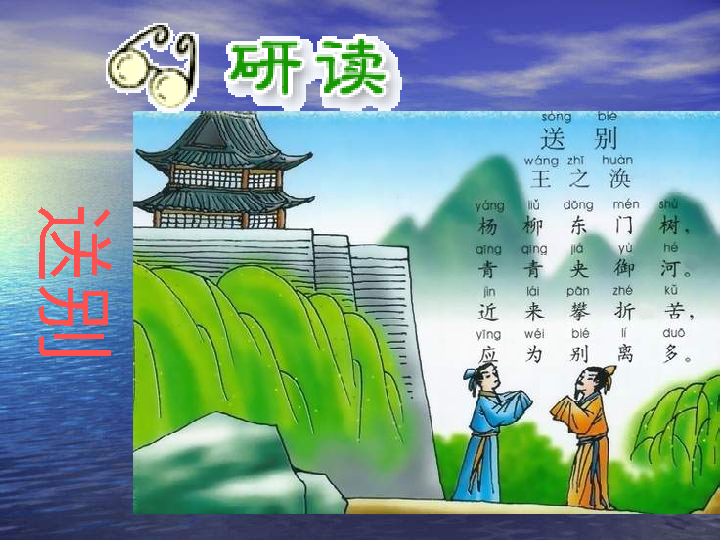 研读
送别
sòng bié
送 别
wáng zhī huàn
王 之 涣
yáng liǔ dōng mén shù
杨 柳 东 门 树，
qīng qīng jiā yù hé
青 青 夹 御 河。
jìn lái pān zhé kǔ
近 来 攀 折 苦，
yīng wéi bié lí duō
应 为 别 离 多。